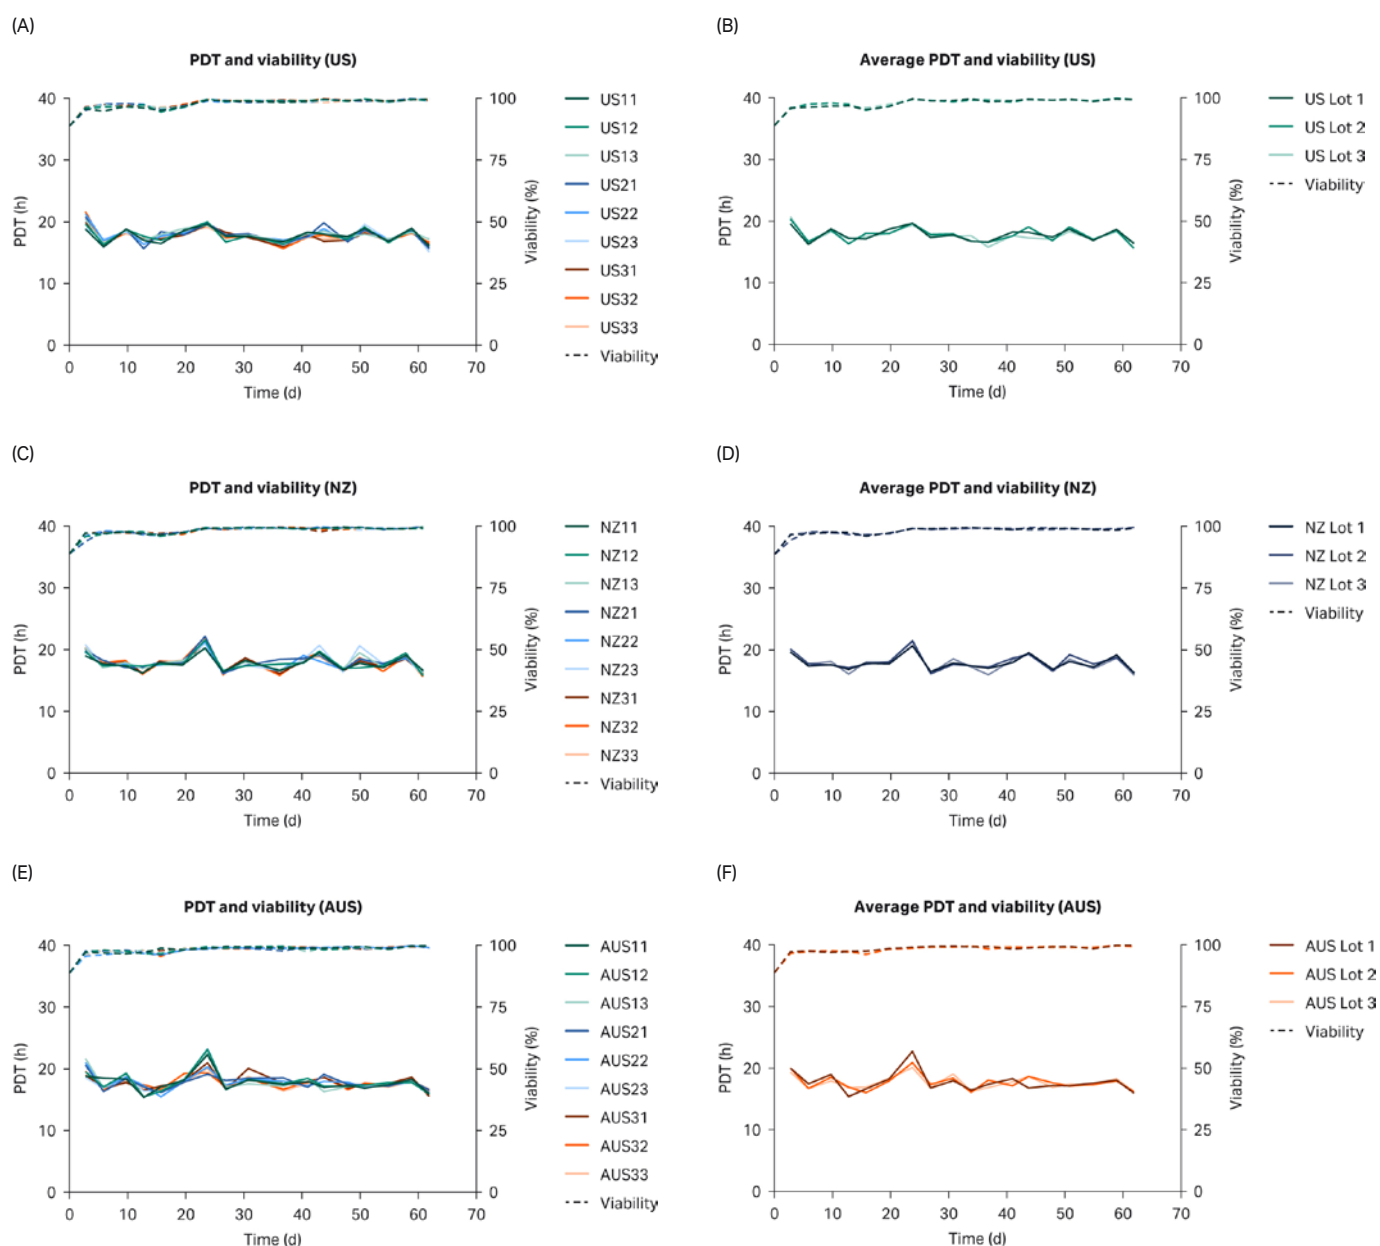 (A)
PDT and viability (US)
40
30
20
10
0
PDT (h)
0 10 20 30 40 50 60 70
Time (d)
100
75
50
25
0
Viability (%)
US11
US12
US13
US21
US22
US23
US31
US32
US33
Viability
(B)
Average PDT and viability (US)
40
30
20
10
0
PDT (h)
0 10 20 30 40 50 60 70
Time (d)
100
75
50
25
0
Viability (%)
US Lot 1
US Lot 2
US Lot 3
Viability
(C)
PDT and viability (NZ)
40
30
20
10
0
PDT (h)
0 10 20 30 40 50 60 70
Time (d)
100
75
50
25
0
Viability (%)
NZ11
NZ12
NZ13
NZ21
NZ22
NZ23
NZ31
NZ32
NZ33
Viability
(D)
Average PDT and viability (NZ)
40
30
20
10
0
PDT (h)
0 10 20 30 40 50 60 70
Time (d)
100
75
50
25
0
Viability (%)
NZ Lot 1
NZ Lot 2
NZ Lot 3
Viability
(E)
PDT and viability (AUS)
40
30
20
10
0
PDT (h)
0 10 20 30 40 50 60 70
Time (d)
100
75
50
25
0
Viability (%)
AUS11
AUS12
AUS13
AUS21
AUS22
AUS23
AUS31
AUS32
AUS33
Viability
(F)
Average PDT and viability (AUS)
40
30
20
10
0
PDT (h)
0 10 20 30 40 50 60 70
Time (d)
100
75
50
25
0
Viability (%)
AUS Lot 1
AUS Lot 2
AUS Lot 3
Viability